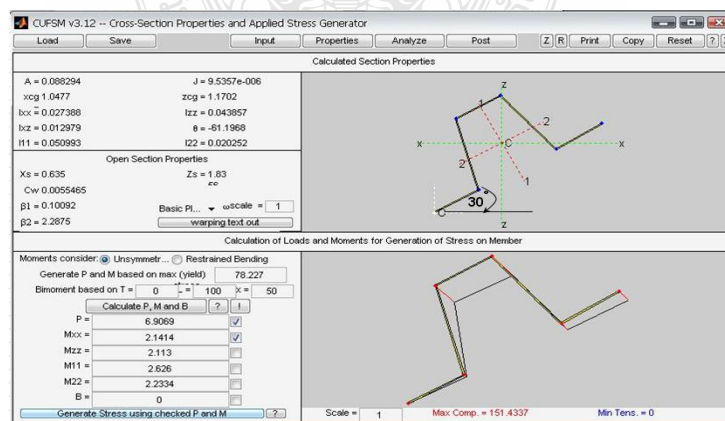 CUFSM v3.12 -- Cross-Section Properties and Applied Stress Generator
Load Save Input Properties Analyze Post Z R Print Copy Reset ?
Calculated Section Properties
A = 0.088294 J = 9.5357e-006
xcg 1.0477 zcg = 1.1702
Ixx = 0.027388 Izz = 0.043857
Ixz = 0.012979 θ = -61.1968
I11 = 0.050993 I22 = 0.020252
Open Section Properties
Xs = 0.635 Zs = 1.83
Cw 0.0055465
β1 = 0.10092 Basic Pl... ωscale = 1
β2 = 2.2875 warping text out
z
1
2
x C x
2
1
30°
z
Calculation of Loads and Moments for Generation of Stress on Member
Moments consider: Unsymmetr... Restrained Bending
Generate P and M based on max (yield) 78.227
Bimoment based on T = 0 = 100 X = 50
Calculate P, M and B ? !
P = 6.9069
Mxx = 2.1414
Mzz = 2.113
M11 = 2.626
M22 = 2.2334
B = 0
Generate Stress using checked P and M ?
Scale = 1 Max Comp. = 151.4337 Min Tens. = 0